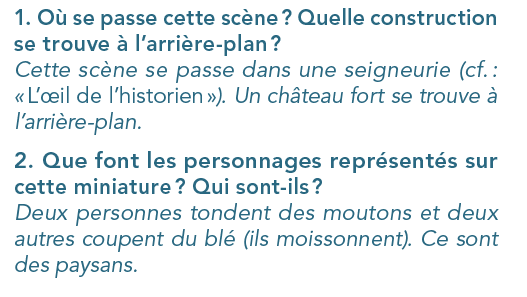 1. Où se passe cette scène ? Quelle construction
se trouve à l’arrière-plan ?
Cette scène se passe dans une seigneurie (cf. :
« L’œil de l’historien »). Un château fort se trouve à
l’arrière-plan.
2. Que font les personnages représentés sur
cette miniature ? Qui sont-ils ?
Deux personnes tondent des moutons et deux
autres coupent du blé (ils moissonnent). Ce sont
des paysans.